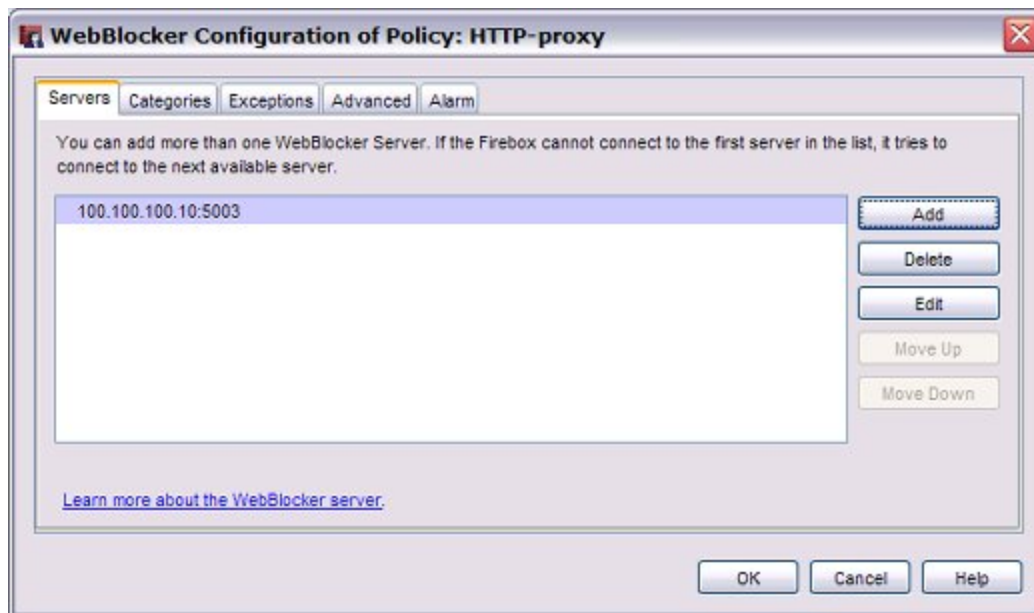 WebBlocker Configuration of Policy: HTTP-proxy
Servers Categories Exceptions Advanced Alarm
You can add more than one WebBlocker Server. If the Firebox cannot connect to the first server in the list, it tries to
connect to the next available server.
100.100.100.10:5003
Add
Delete
Edit
Move Up
Move Down
Learn more about the WebBlocker server.
OK Cancel Help